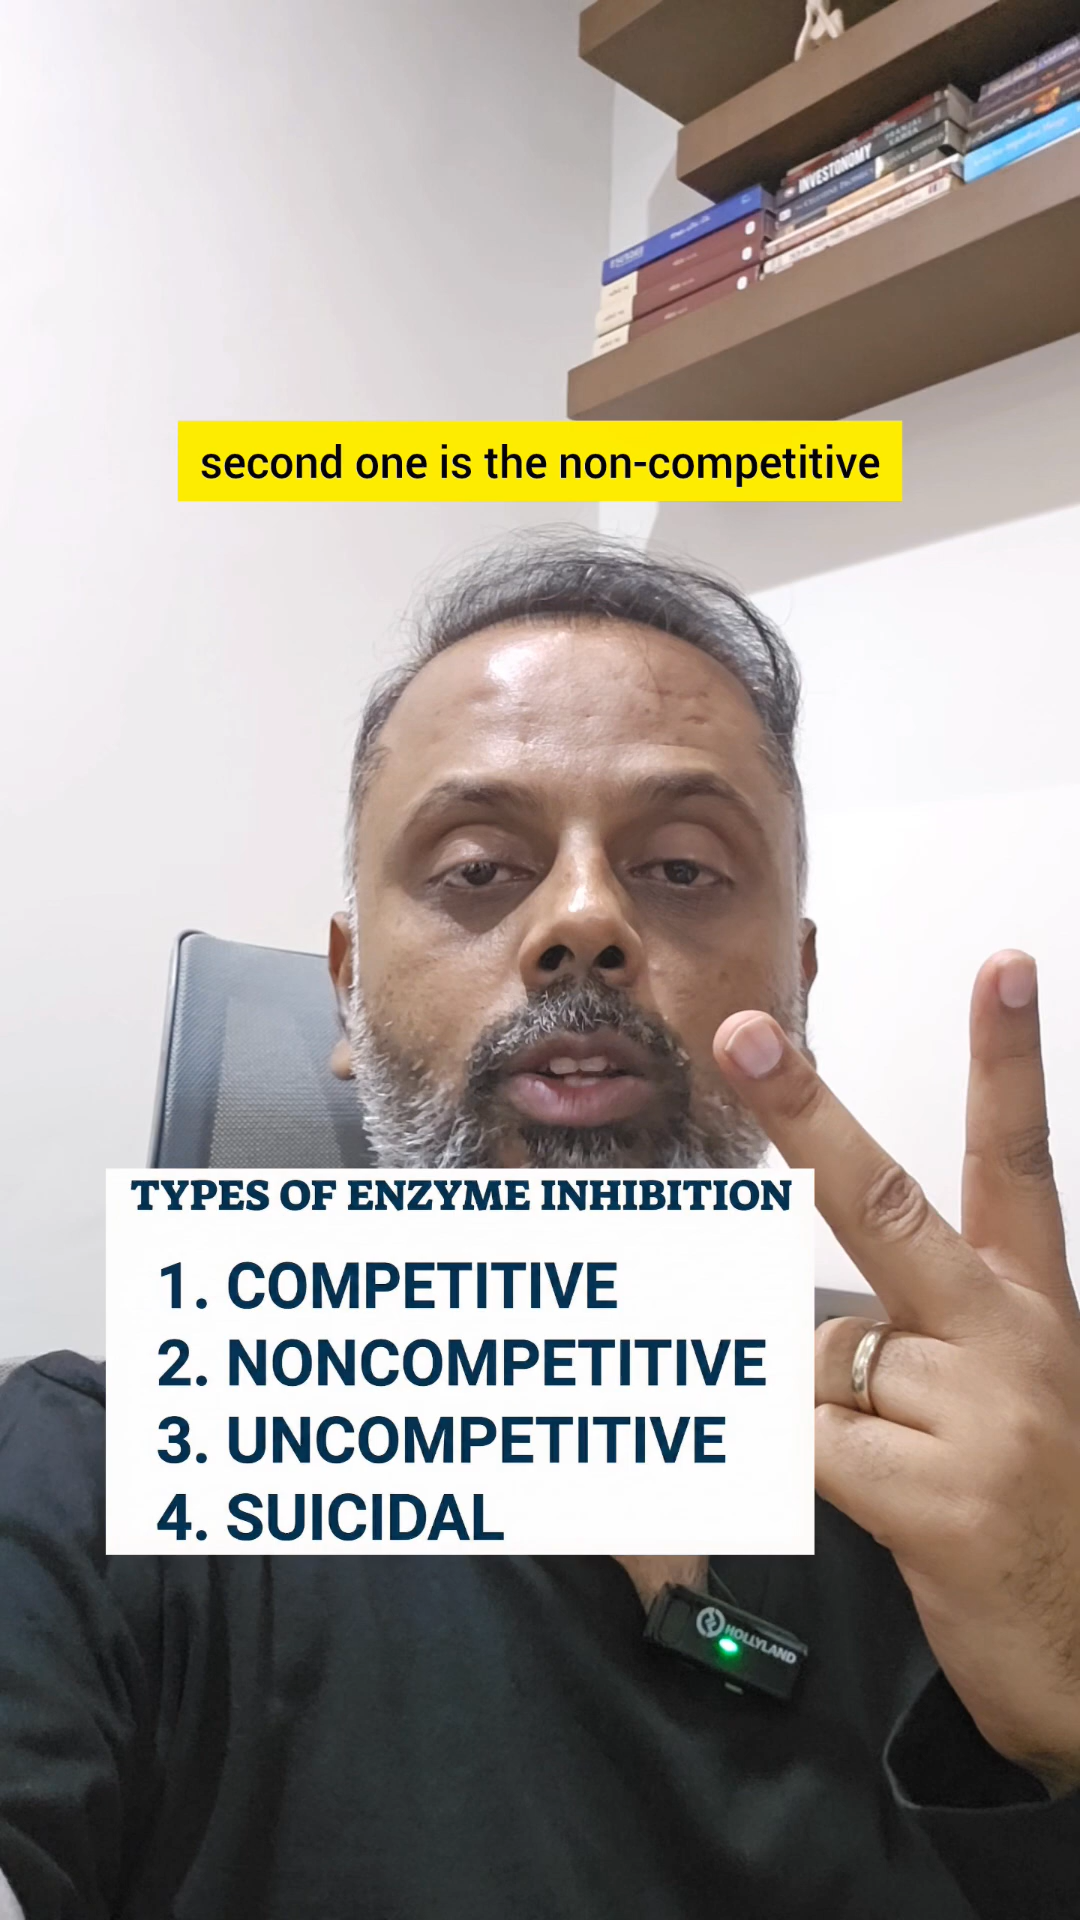 INVESTONOMY
second one is the non-competitive
TYPES OF ENZYME INHIBITION
1. COMPETITIVE
2. NONCOMPETITIVE
3. UNCOMPETITIVE
4. SUICIDAL
HOLLYLAND